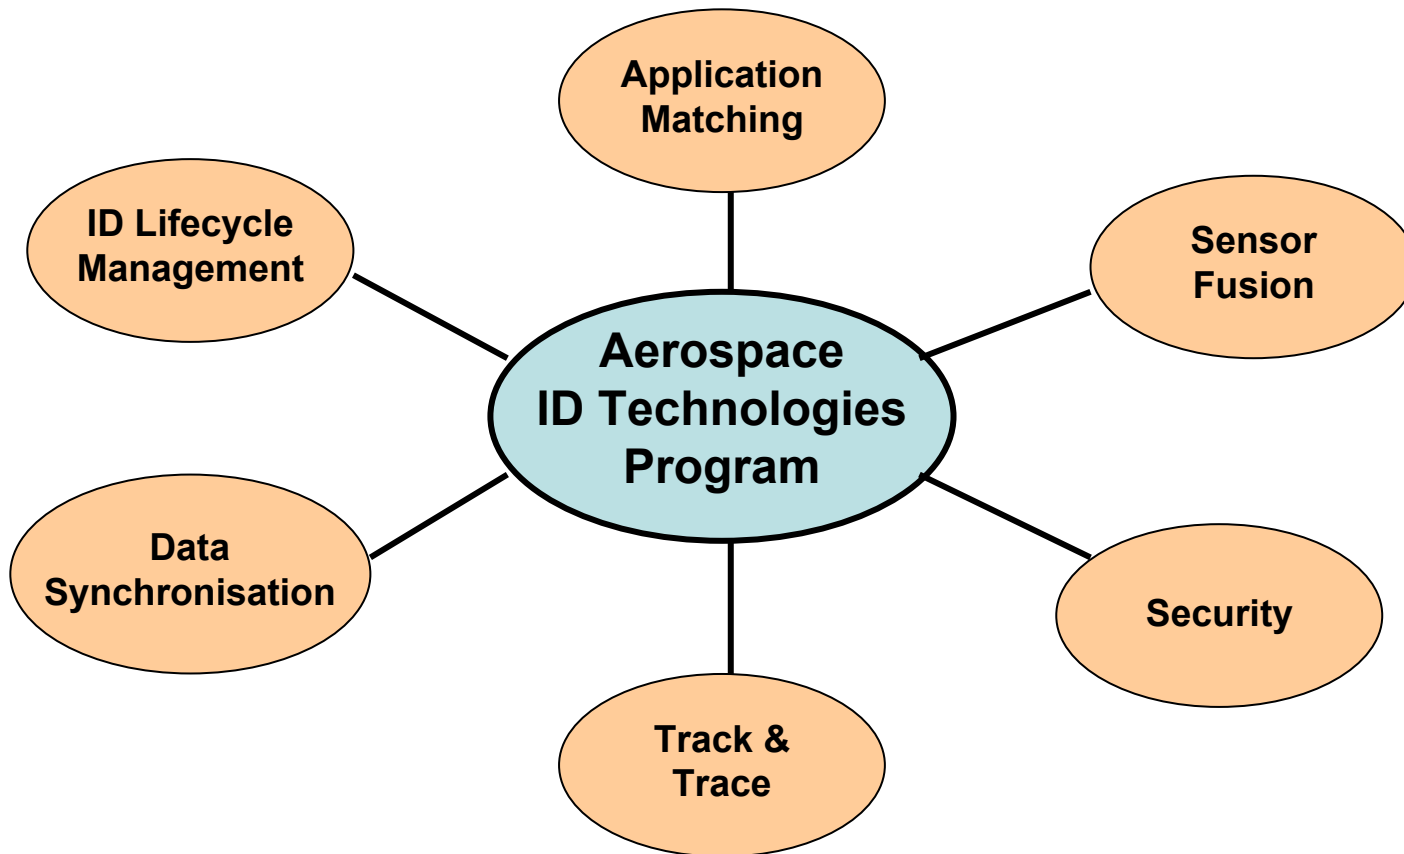 Application
Matching
ID Lifecycle
Management
Sensor
Fusion
Aerospace
ID Technologies
Program
Data
Synchronisation
Security
Track &
Trace